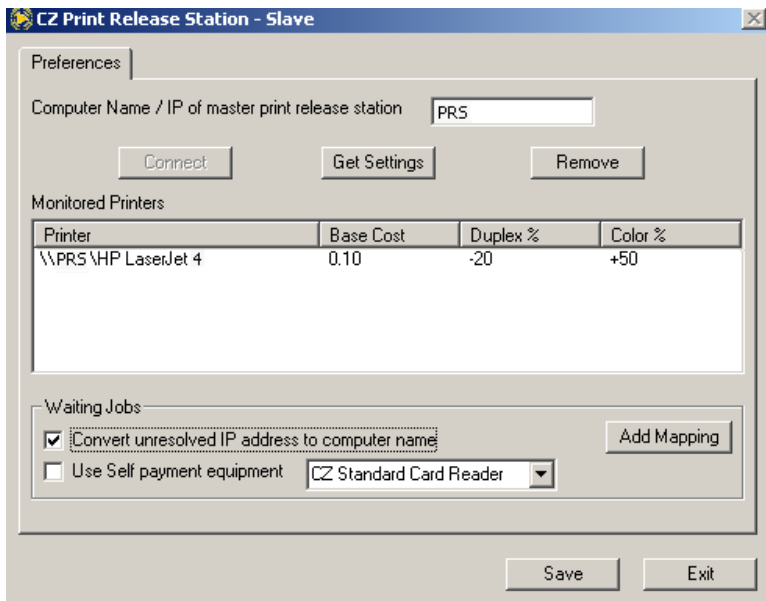 CZ Print Release Station - Slave
Preferences
Computer Name / IP of master print release station PRS
Connect Get Settings Remove
Monitored Printers
Printer Base Cost Duplex % Color %
\\PRS\HP LaserJet 4 0.10 -20 +50
Waiting Jobs
Convert unresolved IP address to computer name Add Mapping
Use Self payment equipment CZ Standard Card Reader
Save Exit